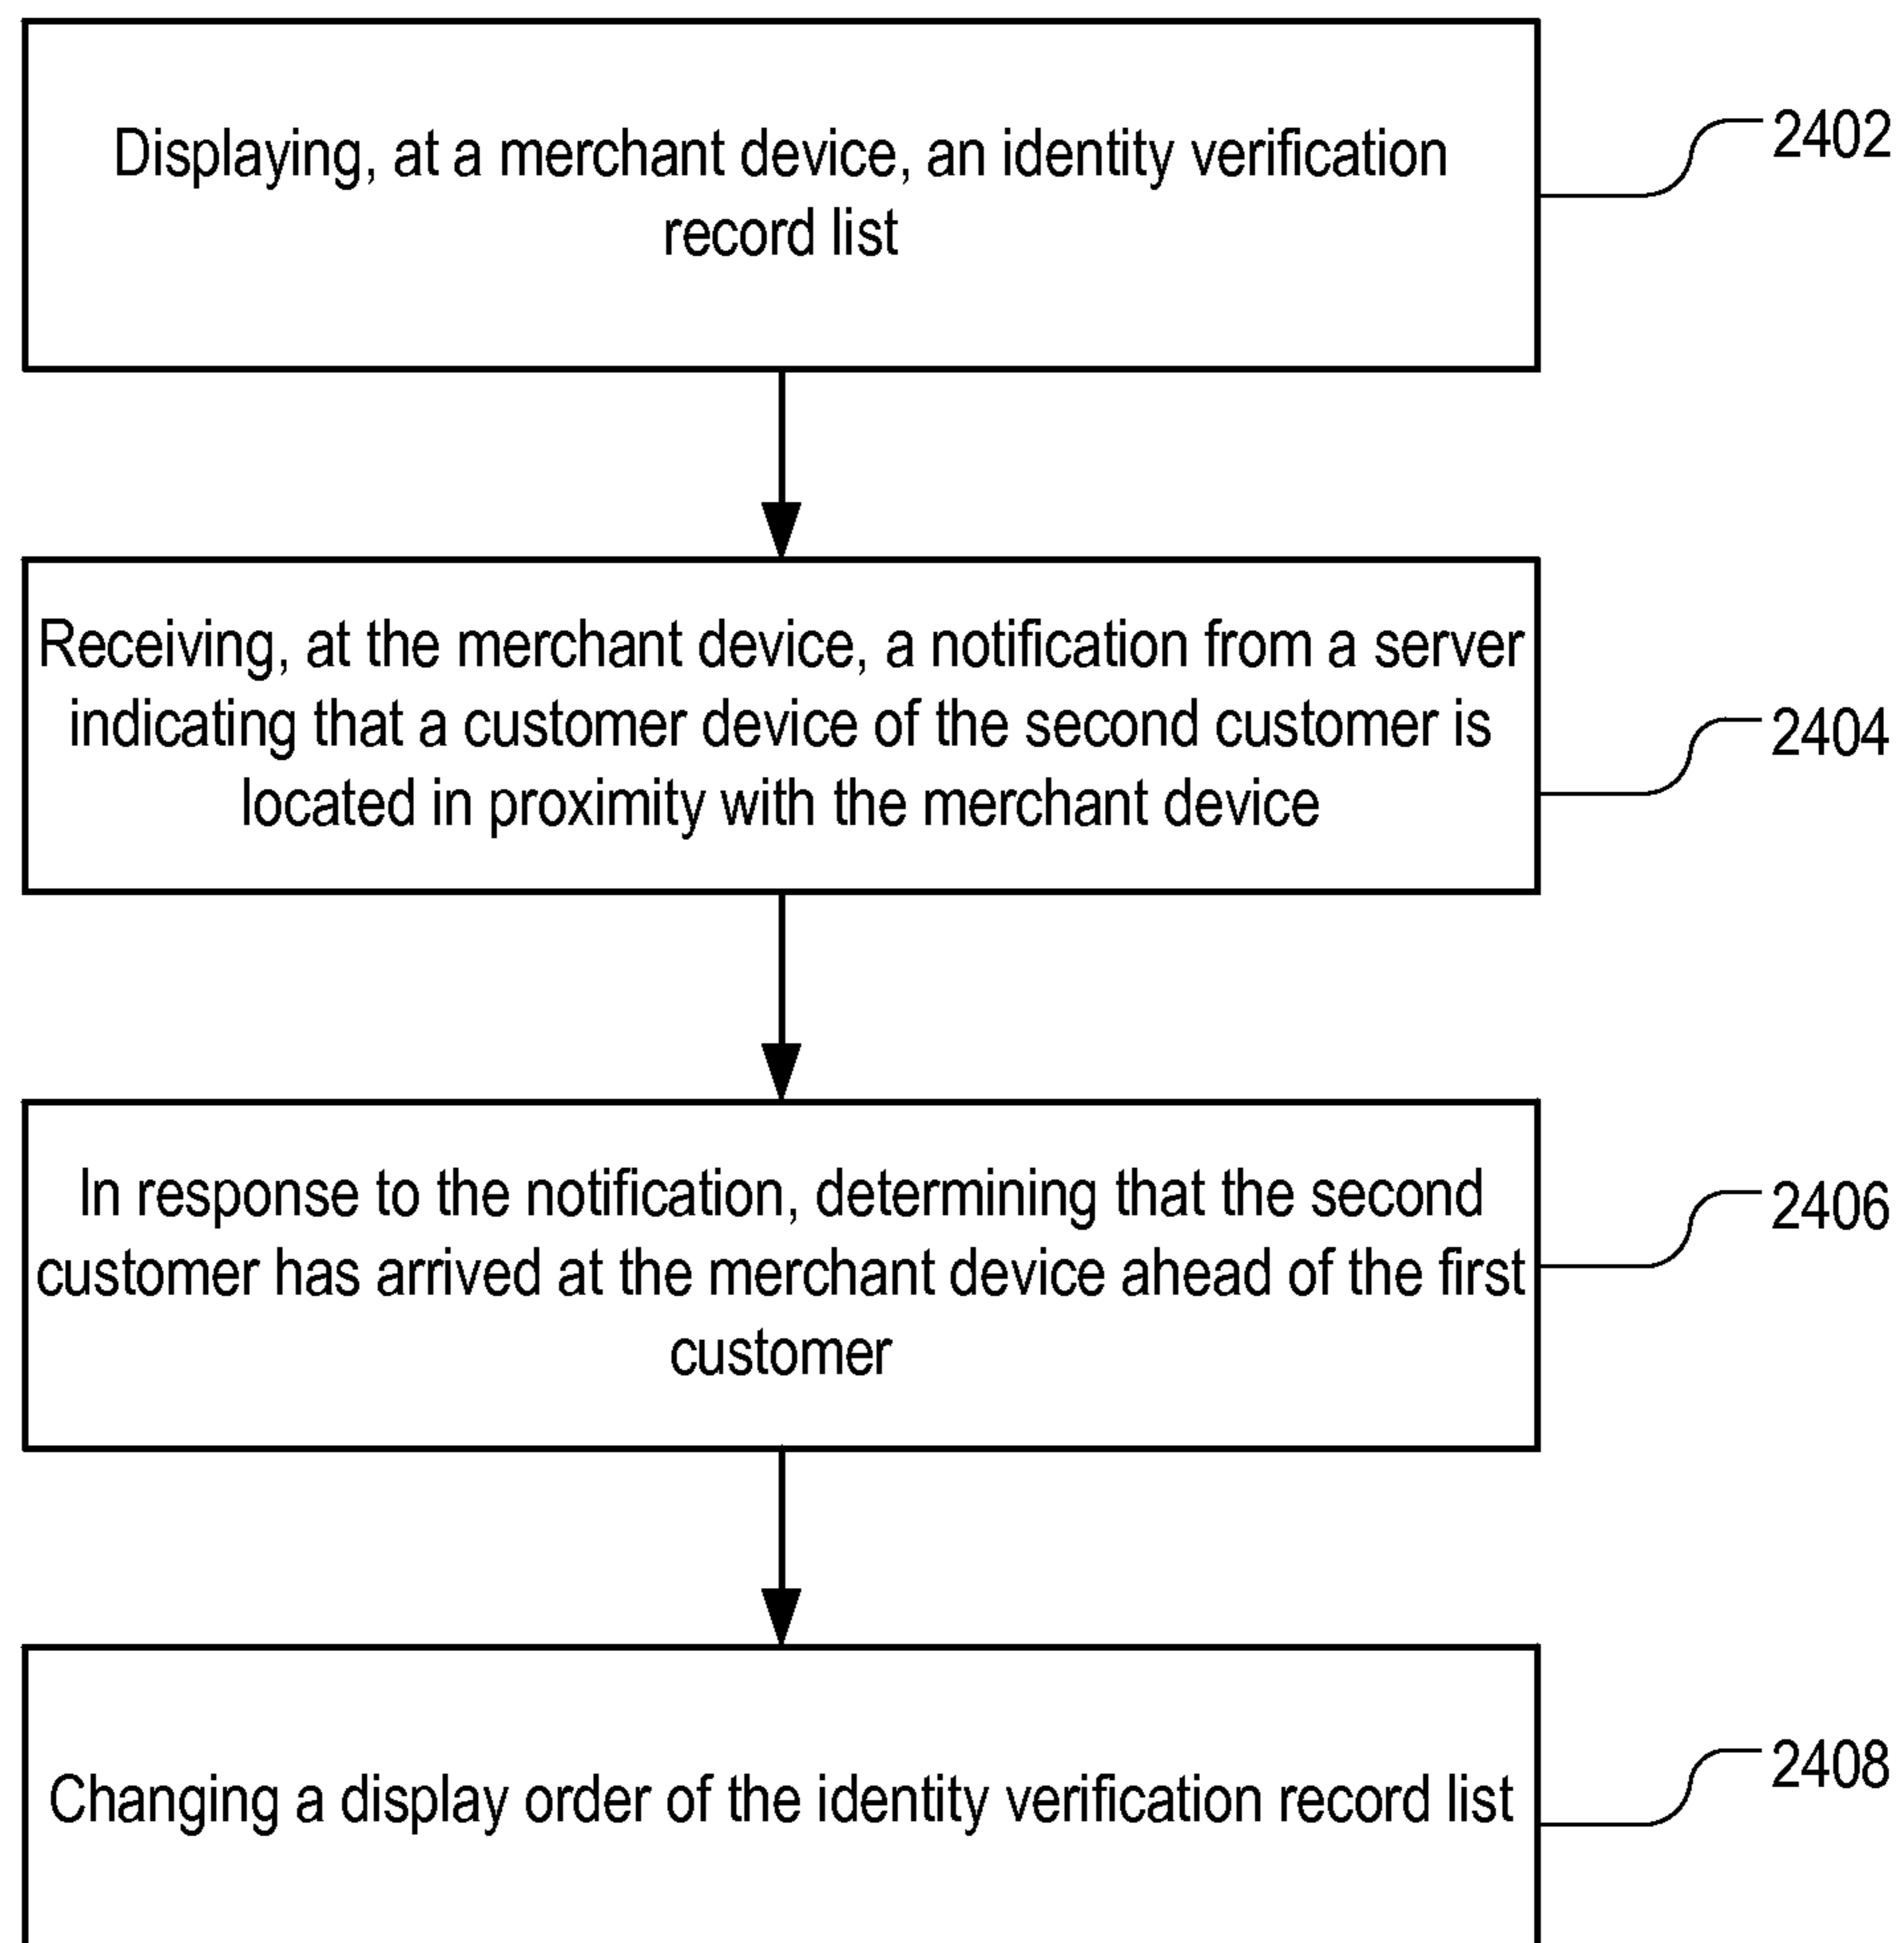 Displaying, at a merchant device, an identity verification
record list
2402
Receiving, at the merchant device, a notification from a server
indicating that a customer device of the second customer is
located in proximity with the merchant device
2404
In response to the notification, determining that the second
customer has arrived at the merchant device ahead of the first
customer
2406
Changing a display order of the identity verification record list
2408